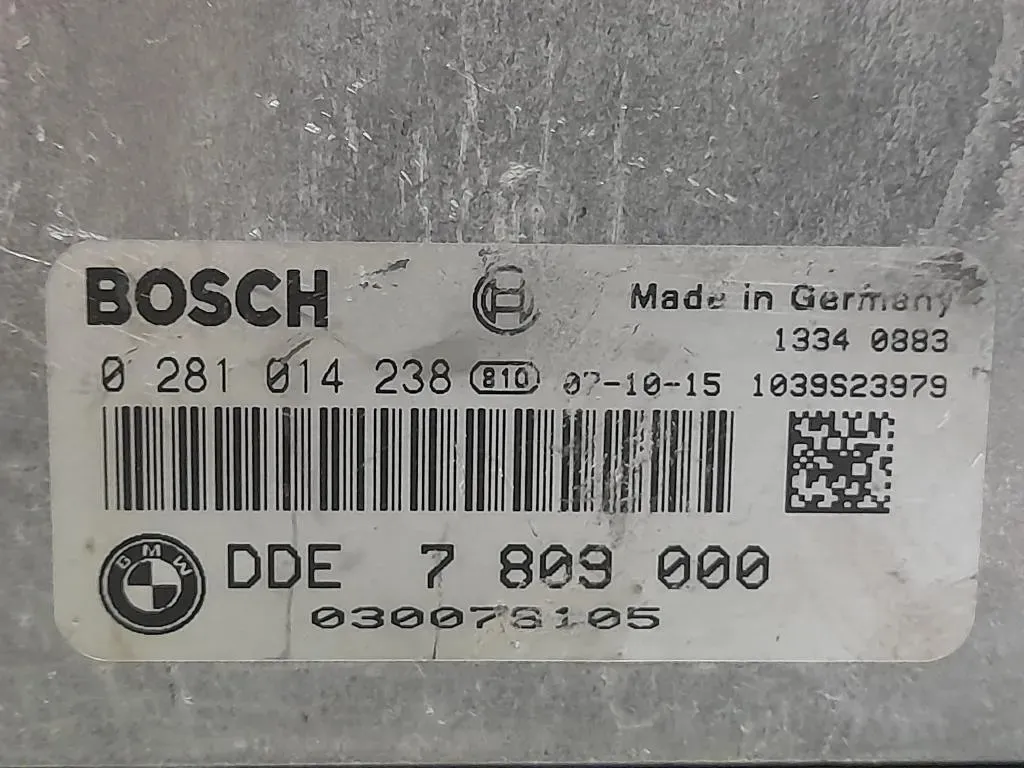 BOSCH
Made in Germany
1334 0883
0 281 014 238 810 07-10-15 1039S23979
BMW DDE 7 809 000